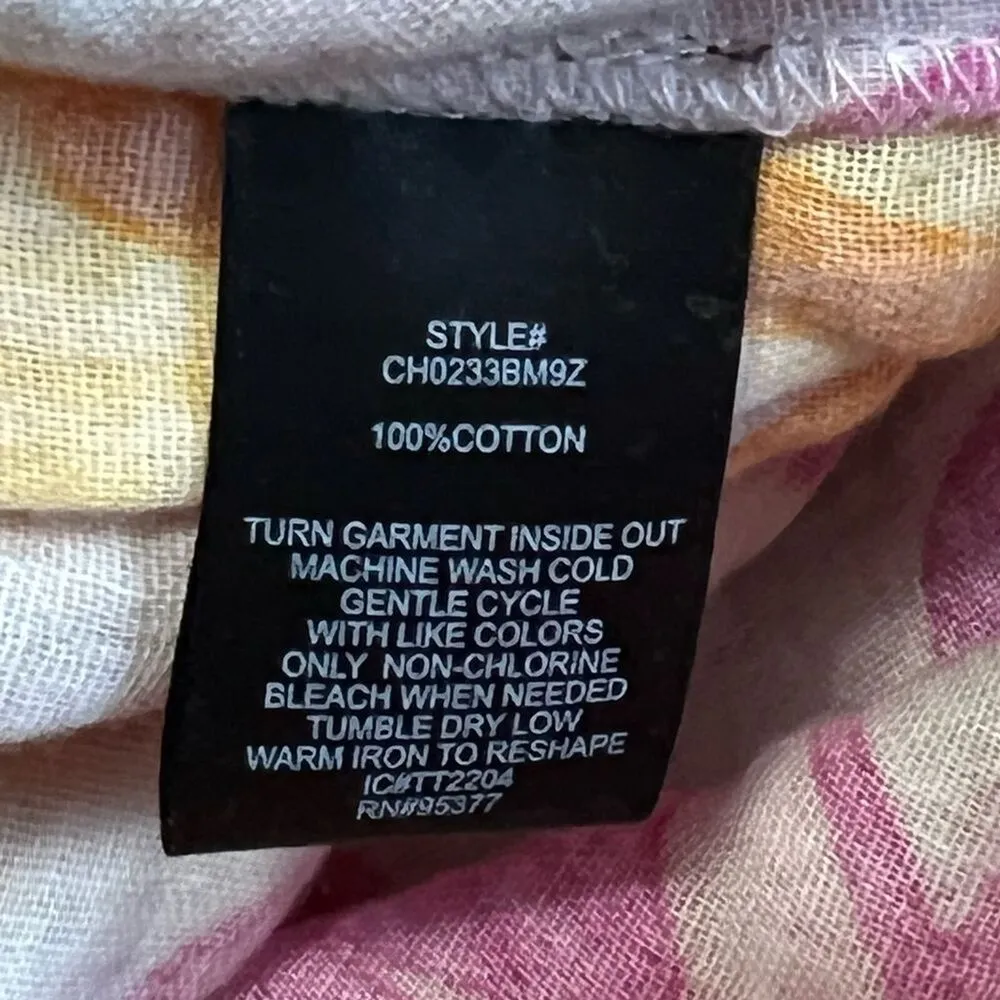 STYLE#
CH0233BM9Z
100%COTTON
TURN GARMENT INSIDE OUT
MACHINE WASH COLD
GENTLE CYCLE
WITH LIKE COLORS
ONLY NON-CHLORINE
BLEACH WHEN NEEDED
TUMBLE DRY LOW
WARM IRON TO RESHAPE
IC#TT2204
RN#95377